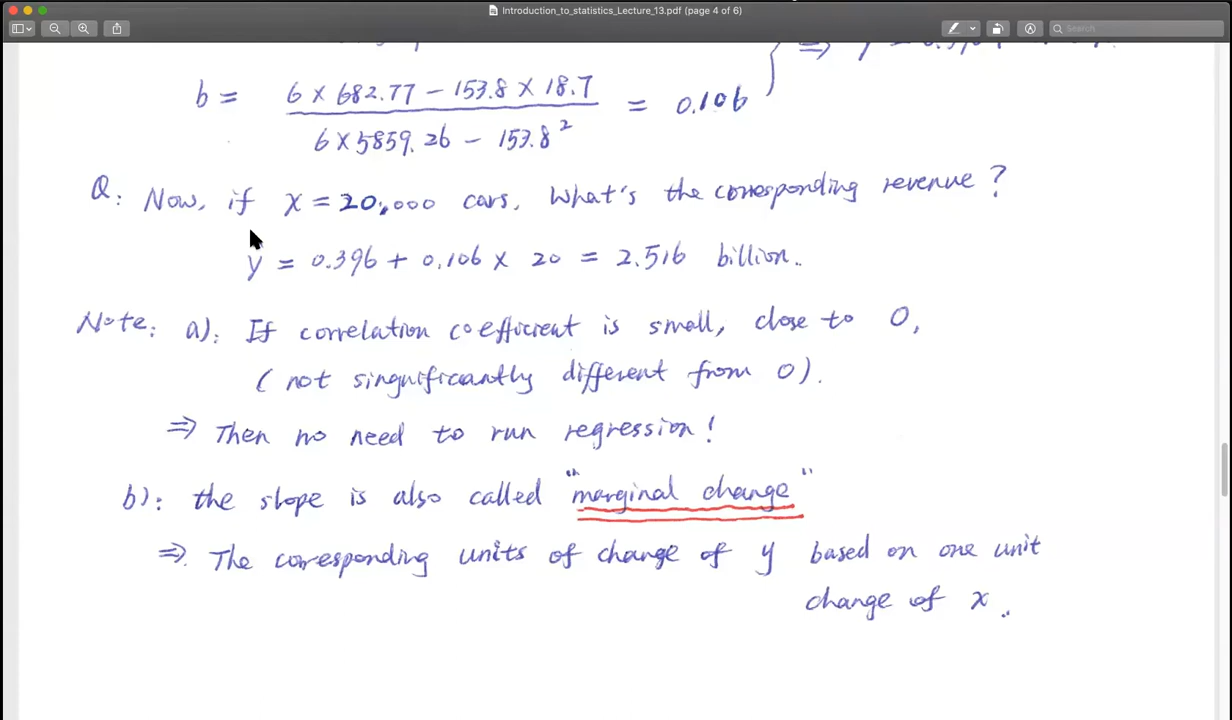 Introduction_to_statistics_Lecture_13.pdf (page 4 of 6)
Search
b = 6 × 682.77 − 153.8 × 18.7 = 0.106
6 × 5859.26 − 153.8²
Q: Now, if x = 20,000 cars, What's the corresponding revenue?
y = 0.396 + 0.106 × 20 = 2.516 billion.
Note: a): If correlation coefficient is small, close to 0,
(not singnificantly different from 0).
⇒ Then no need to run regression!
b): the slope is also called "marginal change"
⇒ The corresponding units of change of y based on one unit
change of x.